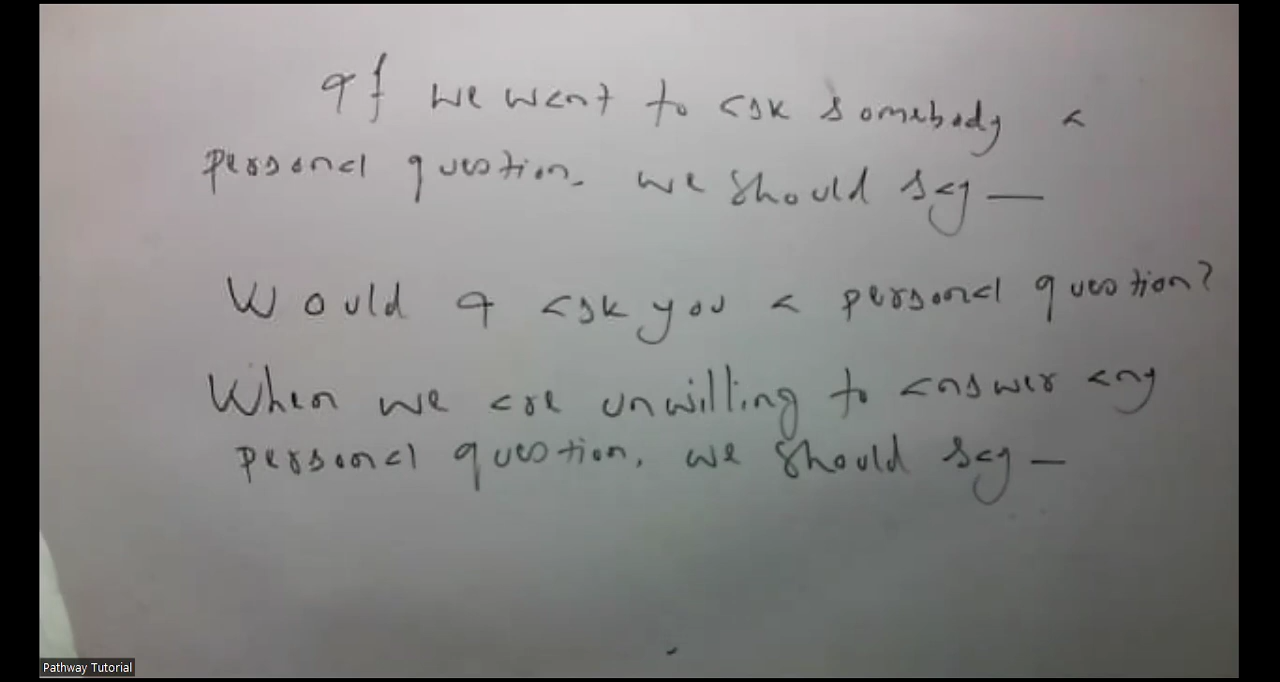 If we want to ask somebody a
personal question, we should say —
Would I ask you a personal question?
When we are unwilling to answer any
personal question, we should say —
Pathway Tutorial